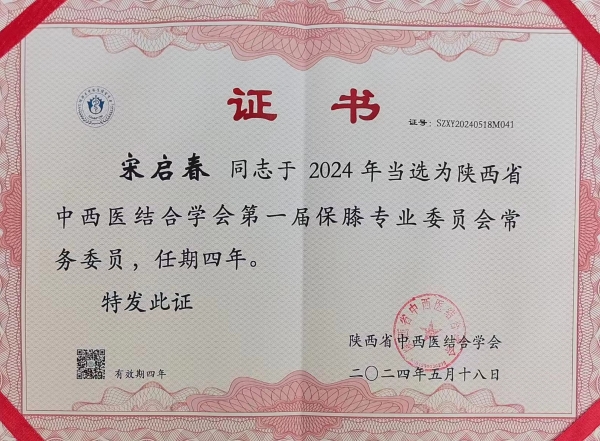 证 书
证号：SZXY20240518M041
宋启春 同志于 2024 年当选为陕西省
中西医结合学会第一届保膝专业委员会常
务委员，任期四年。
特发此证
陕西省中西医结合学会
二〇二四年五月十八日
有效期四年